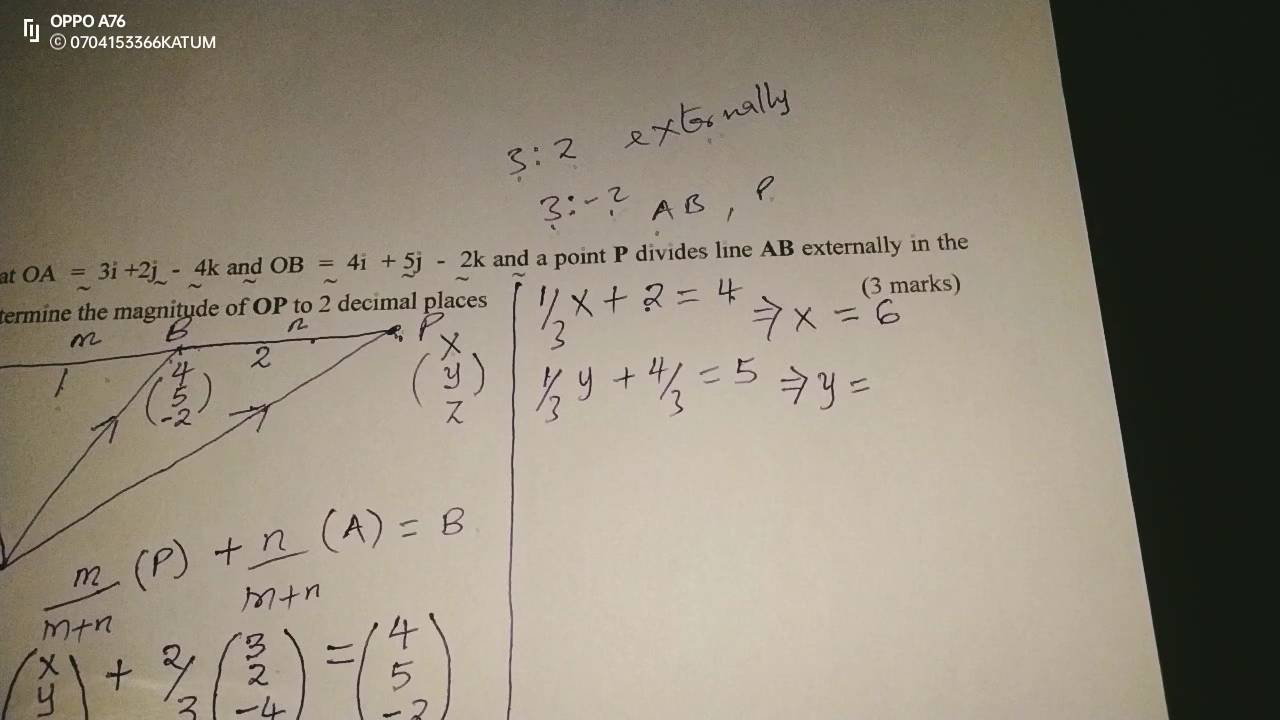 OPPO A76
© 0704153366KATUM
3:2 externally
3:-2 AB, P
at OA = 3i +2j - 4k and OB = 4i + 5j - 2k and a point P divides line AB externally in the
termine the magnitude of OP to 2 decimal places (3 marks)
m B n P
1 2
(4 5 -2) (x y z)
1/3 x + 2 = 4 ⇒ x = 6
1/3 y + 4/3 = 5 ⇒ y =
m/m+n (P) + n/m+n (A) = B
(x y) + 2/3 (3 2 -4) = (4 5 -2)